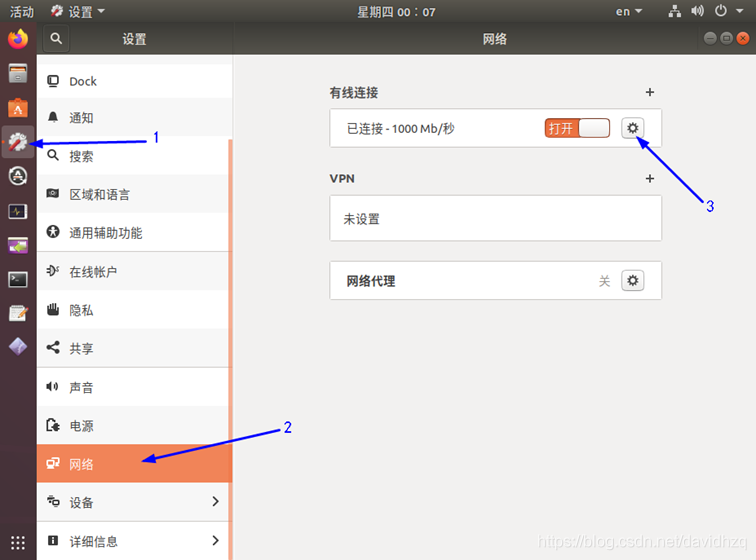 活动 设置 星期四 00：07 en
设置 网络
Dock
通知
搜索
区域和语言
通用辅助功能
在线帐户
隐私
共享
声音
电源
网络
设备
详细信息
有线连接
已连接 - 1000 Mb/秒 打开
VPN
未设置
网络代理 关
1
2
3
https://blog.csdn.net/davidhzq